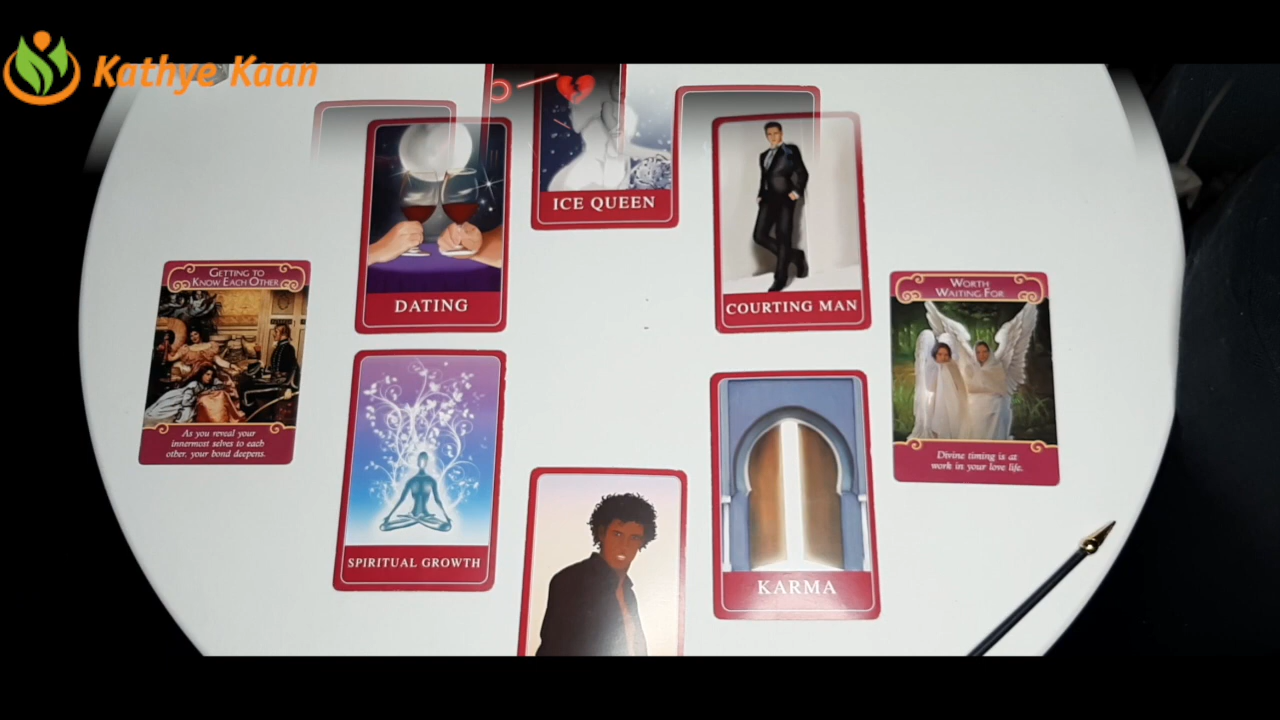 Kathye Kaan
ICE QUEEN
DATING
COURTING MAN
GETTING TO
KNOW EACH OTHER
As you reveal your
innermost selves to each
other, your bond deepens.
WORTH
WAITING FOR
Divine timing is at
work in your love life.
SPIRITUAL GROWTH
KARMA